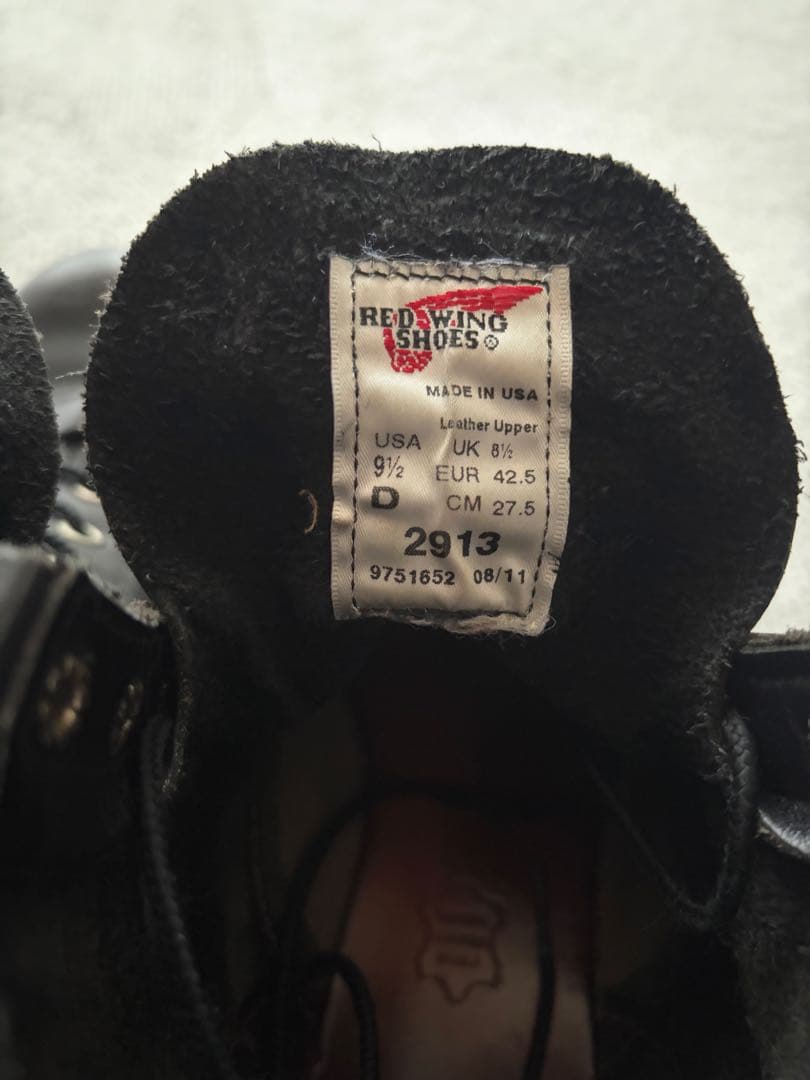 RED WING
SHOES ®
MADE IN USA
Leather Upper
USA UK 8½
9½ EUR 42.5
D CM 27.5
2913
9751652 08/11